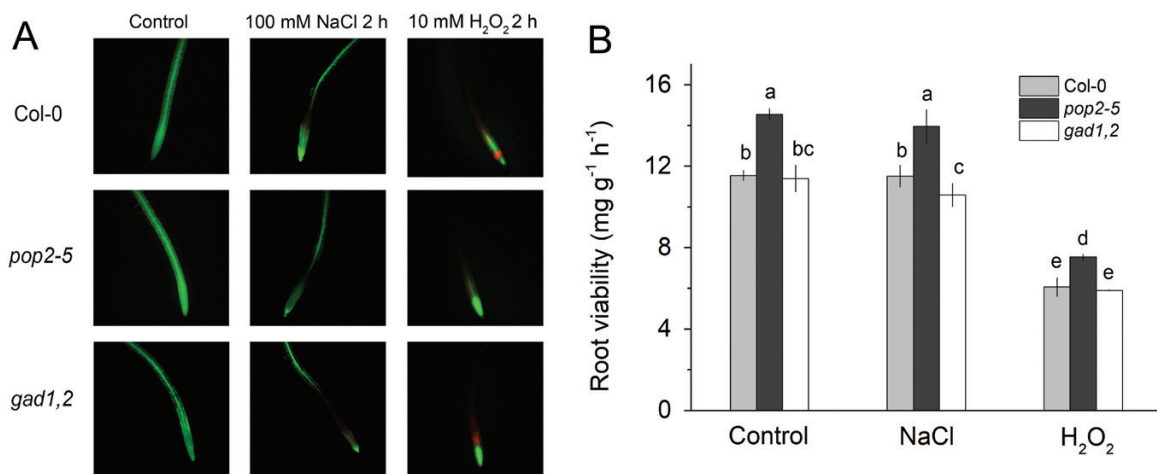 A
Control 100 mM NaCl 2 h 10 mM H₂O₂ 2 h
Col-0
pop2-5
gad1,2
B
Root viability (mg g⁻¹ h⁻¹)
16
12
8
4
0
Col-0
pop2-5
gad1,2
b a bc
b a c
e d e
Control NaCl H₂O₂